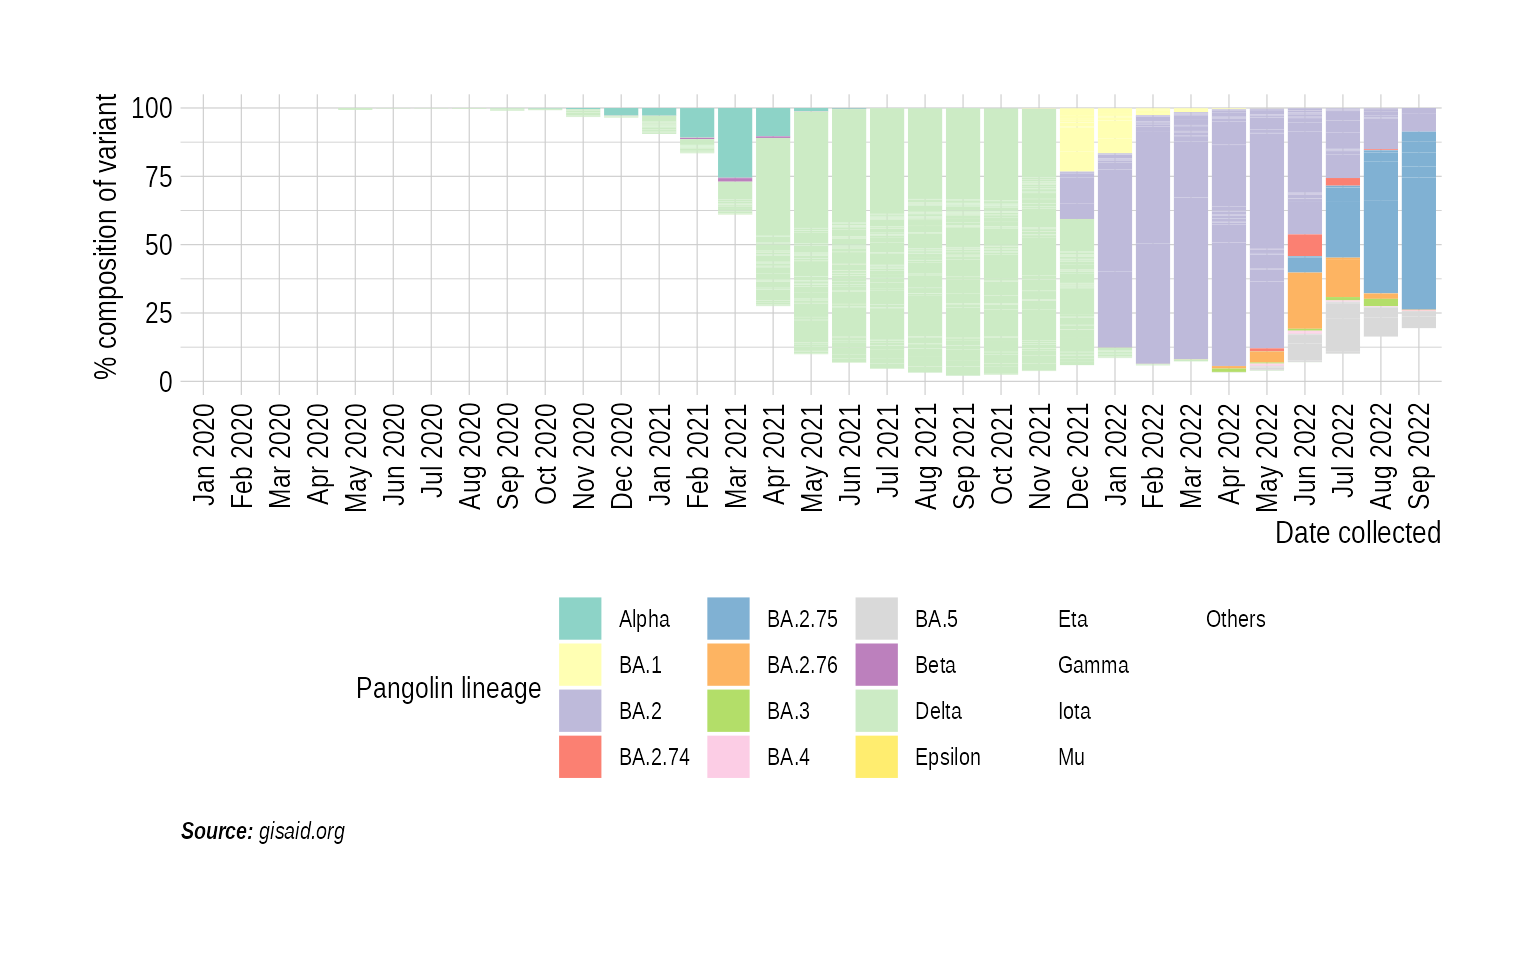 % composition of variant
100
75
50
25
0
Jan 2020
Feb 2020
Mar 2020
Apr 2020
May 2020
Jun 2020
Jul 2020
Aug 2020
Sep 2020
Oct 2020
Nov 2020
Dec 2020
Jan 2021
Feb 2021
Mar 2021
Apr 2021
May 2021
Jun 2021
Jul 2021
Aug 2021
Sep 2021
Oct 2021
Nov 2021
Dec 2021
Jan 2022
Feb 2022
Mar 2022
Apr 2022
May 2022
Jun 2022
Jul 2022
Aug 2022
Sep 2022
Date collected
Pangolin lineage
Alpha
BA.1
BA.2
BA.2.74
BA.2.75
BA.2.76
BA.3
BA.4
BA.5
Beta
Delta
Epsilon
Eta
Gamma
Iota
Mu
Others
Source: gisaid.org